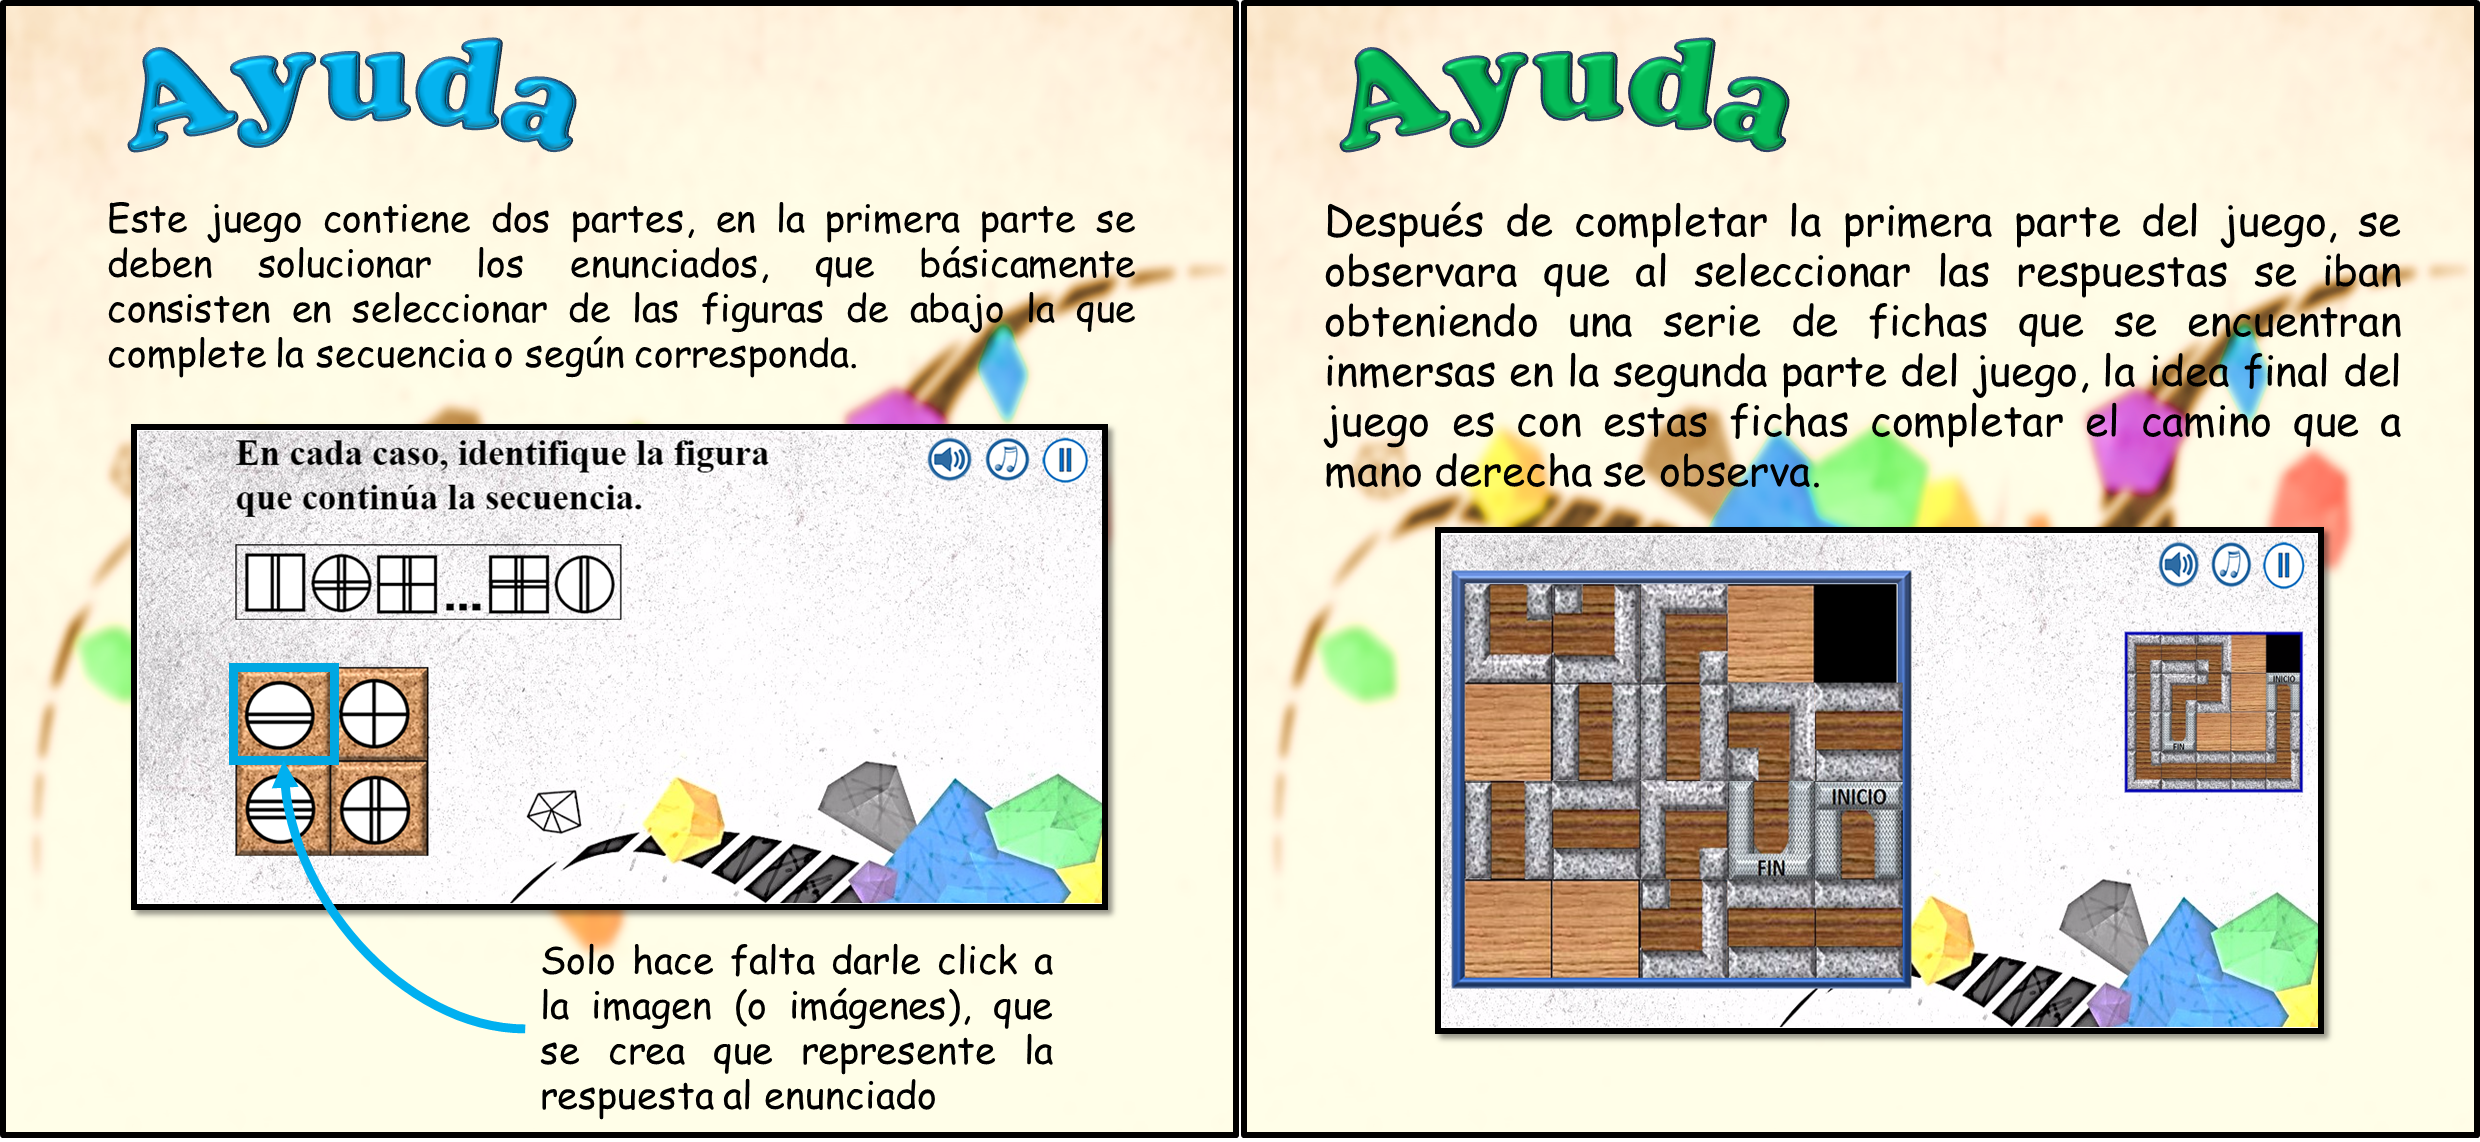 Ayuda
Este juego contiene dos partes, en la primera parte se
deben solucionar los enunciados, que básicamente
consisten en seleccionar de las figuras de abajo la que
complete la secuencia o según corresponda.
En cada caso, identifique la figura
que continúa la secuencia.
...
Solo hace falta darle click a
la imagen (o imágenes), que
se crea que represente la
respuesta al enunciado
Ayuda
Después de completar la primera parte del juego, se
observara que al seleccionar las respuestas se iban
obteniendo una serie de fichas que se encuentran
inmersas en la segunda parte del juego, la idea final del
juego es con estas fichas completar el camino que a
mano derecha se observa.
INICIO
FIN
INICIO
FIN